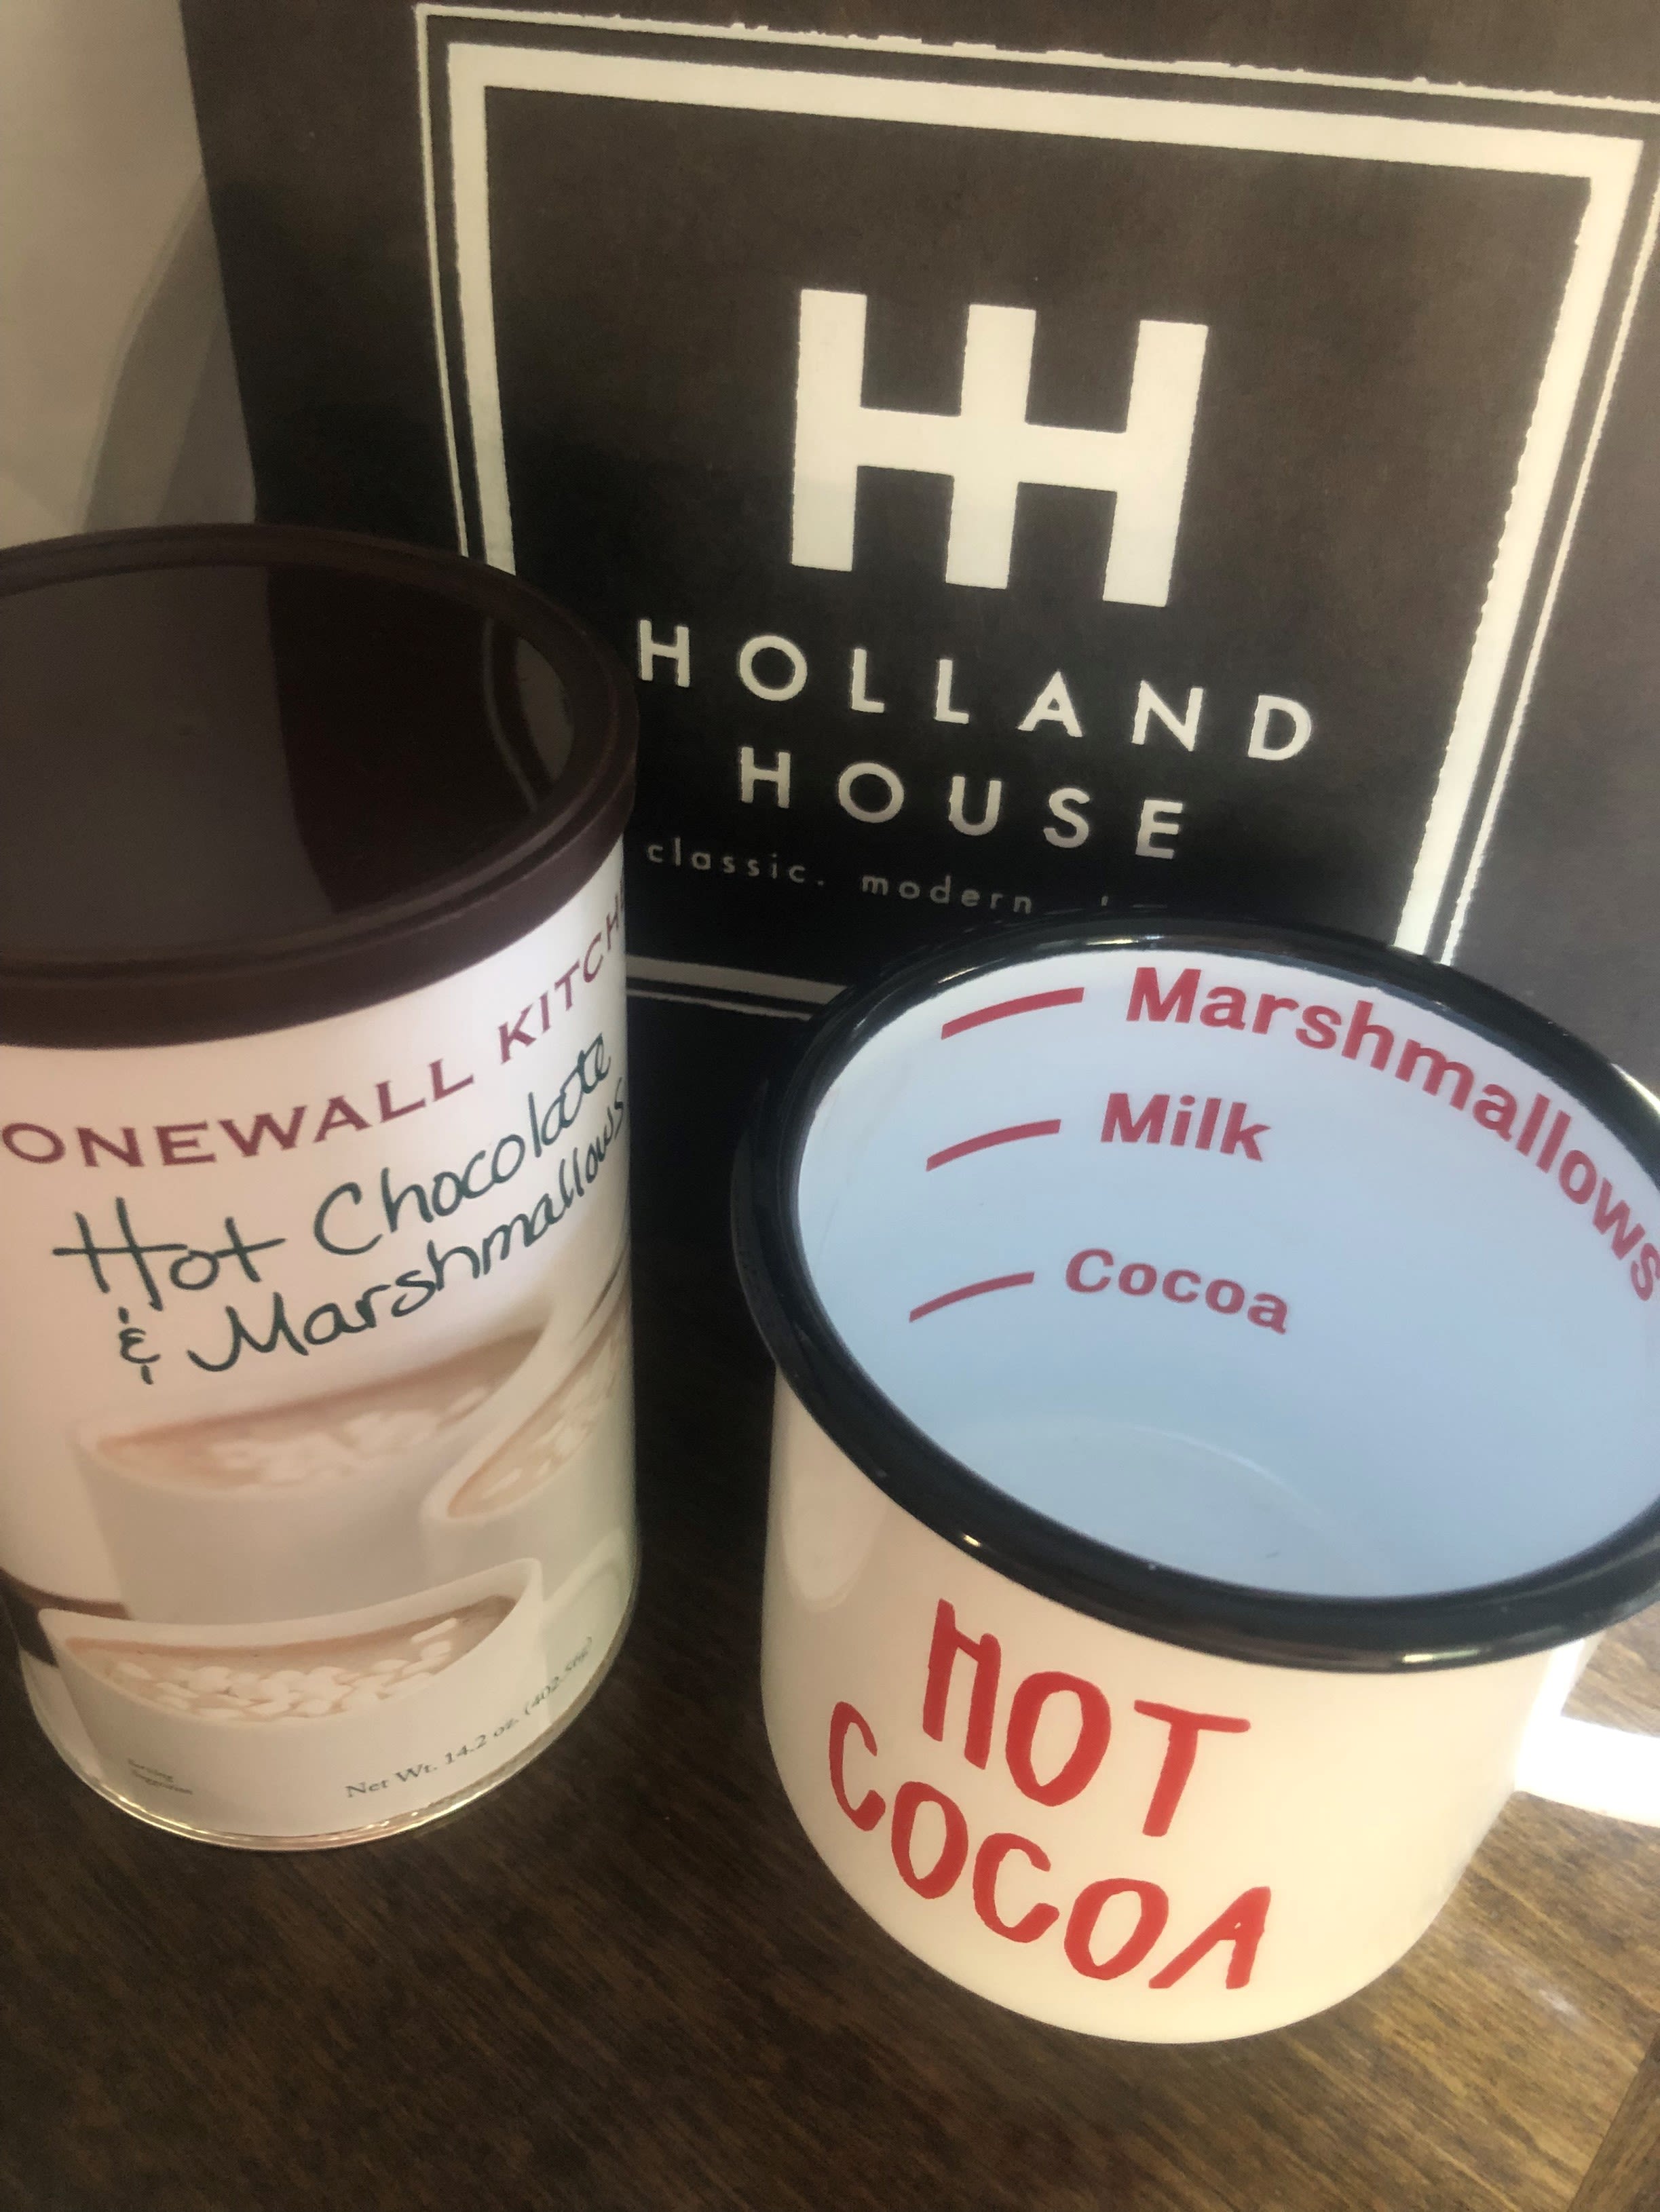 HH
HOLLAND
HOUSE
classic. modern
ONEWALL KITCH
Hot Chocolate
& Marshmallows
Net Wt. 14.2 oz.
Marshmallows
Milk
Cocoa
HOT
COCOA